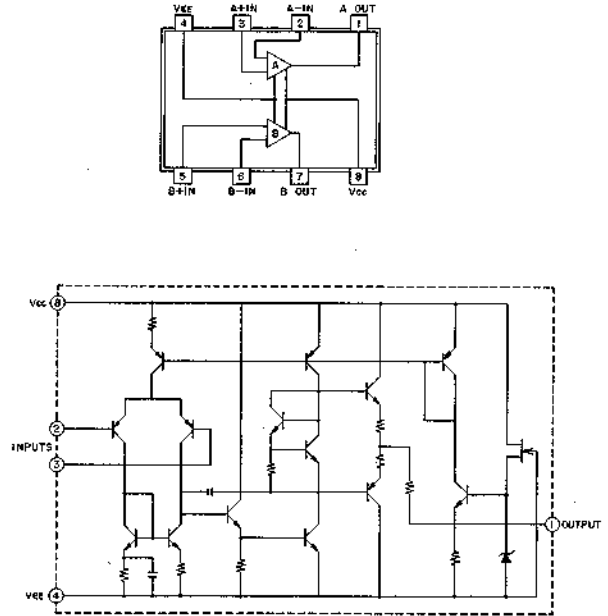 VEE A+IN A-IN A OUT
4 3 2 1
A
B
5 6 7 8
B+IN B-IN B OUT Vcc
Vcc 8
2
INPUTS
3
1 OUTPUT
VEE 4